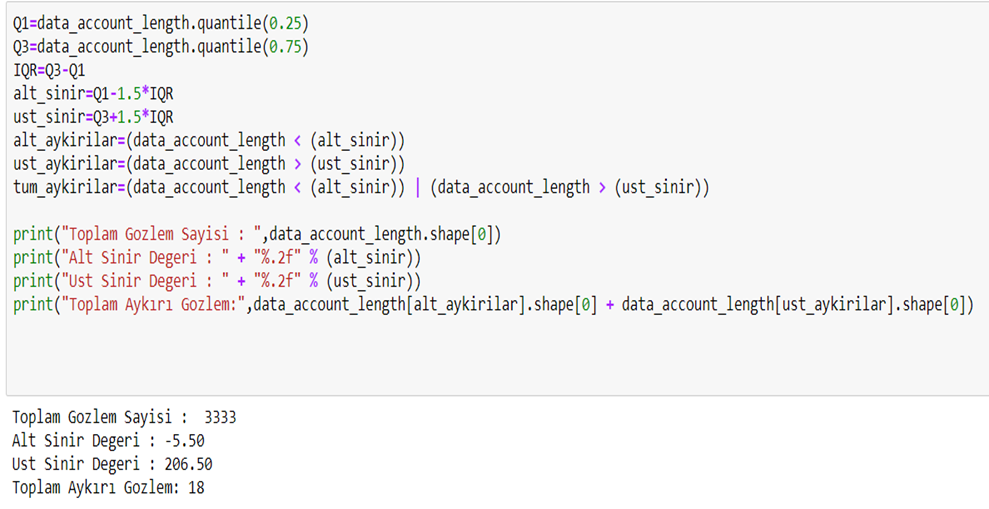 Q1=data_account_length.quantile(0.25)
Q3=data_account_length.quantile(0.75)
IQR=Q3-Q1
alt_sinir=Q1-1.5*IQR
ust_sinir=Q3+1.5*IQR
alt_aykirilar=(data_account_length < (alt_sinir))
ust_aykirilar=(data_account_length > (ust_sinir))
tum_aykirilar=(data_account_length < (alt_sinir)) | (data_account_length > (ust_sinir))
print("Toplam Gozlem Sayisi : ",data_account_length.shape[0])
print("Alt Sinir Degeri : " + "%.2f" % (alt_sinir))
print("Ust Sinir Degeri : " + "%.2f" % (ust_sinir))
print("Toplam Aykırı Gozlem:",data_account_length[alt_aykirilar].shape[0] + data_account_length[ust_aykirilar].shape[0])
Toplam Gozlem Sayisi :  3333
Alt Sinir Degeri : -5.50
Ust Sinir Degeri : 206.50
Toplam Aykırı Gozlem: 18